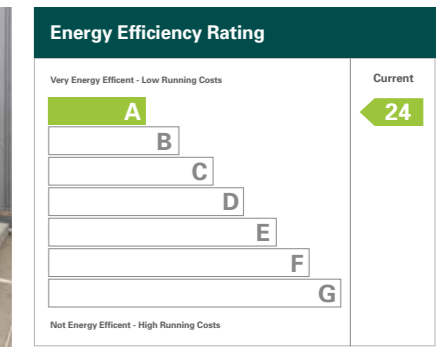 Energy Efficiency Rating
Very Energy Efficent - Low Running Costs
Current
A
24
B
C
D
E
F
G
Not Energy Efficent - High Running Costs